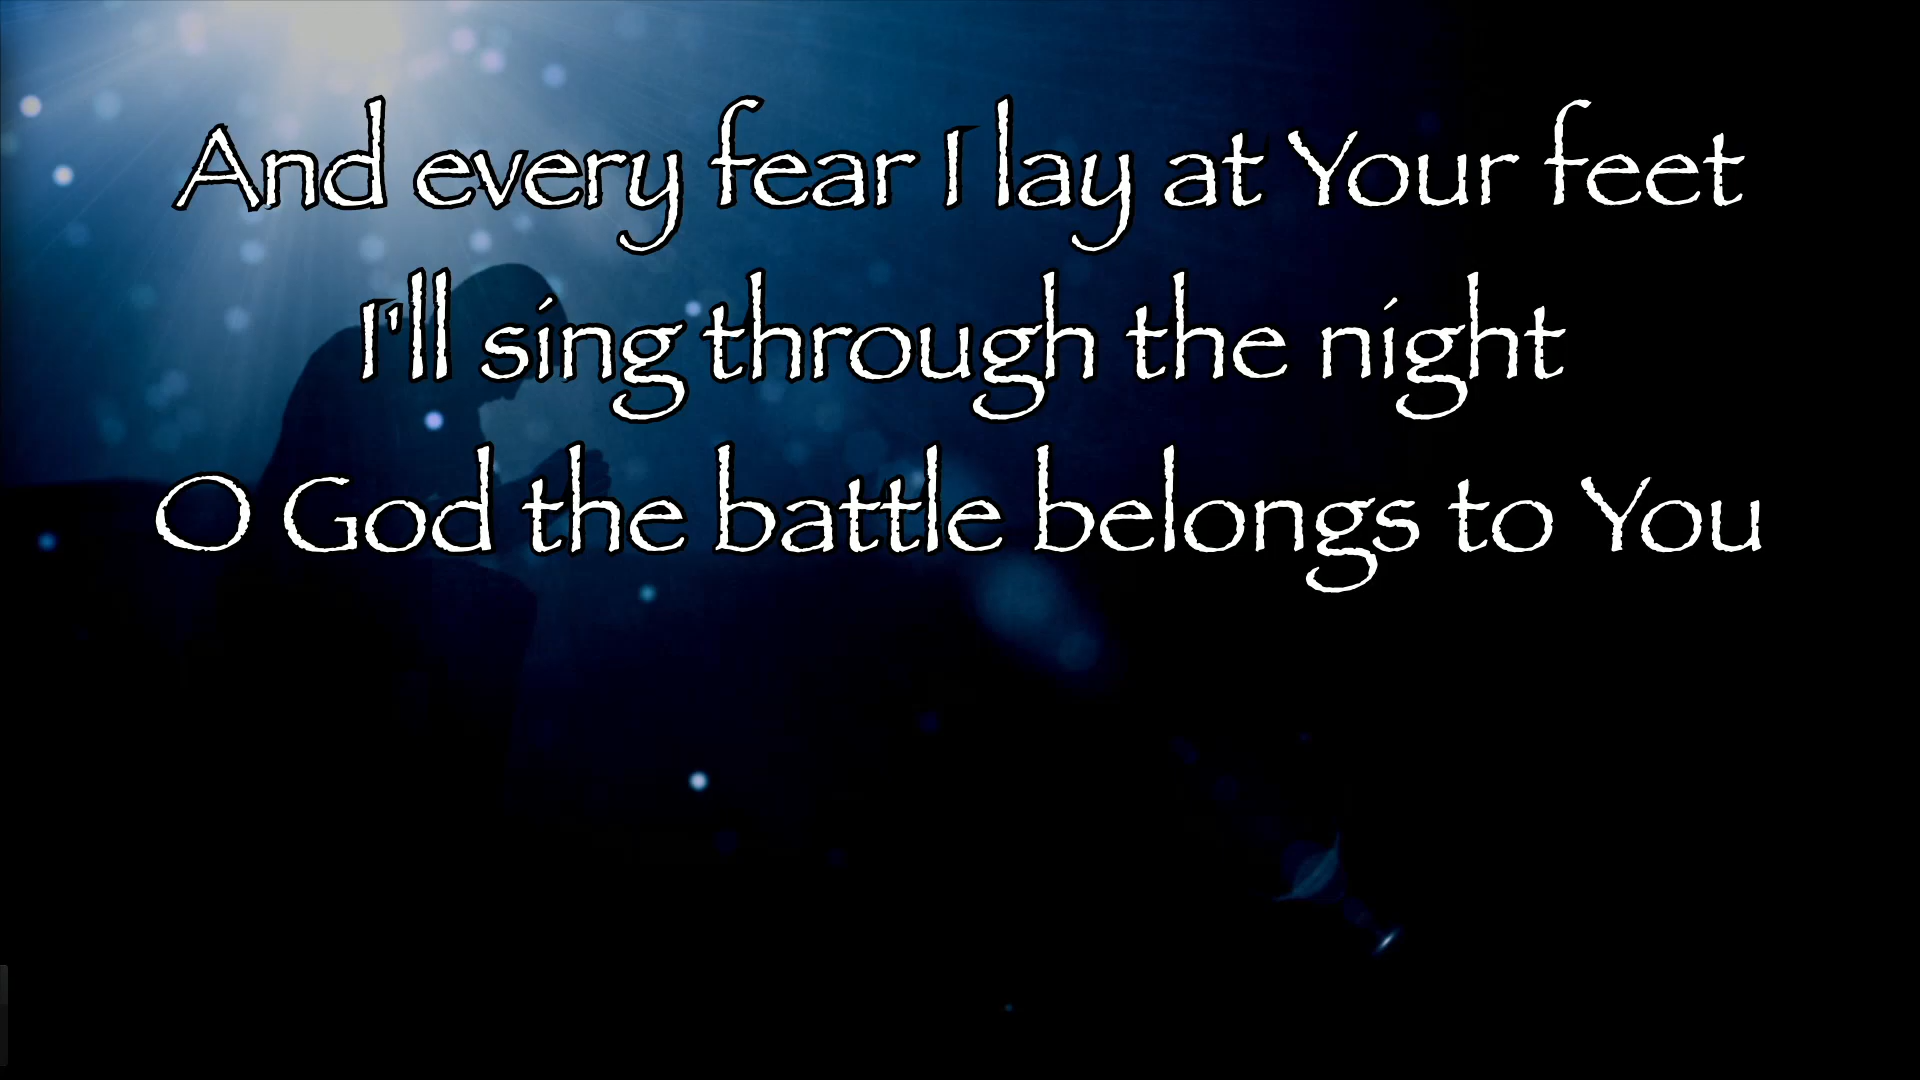 And every fear I lay at Your feet
I'll sing through the night
O God the battle belongs to You